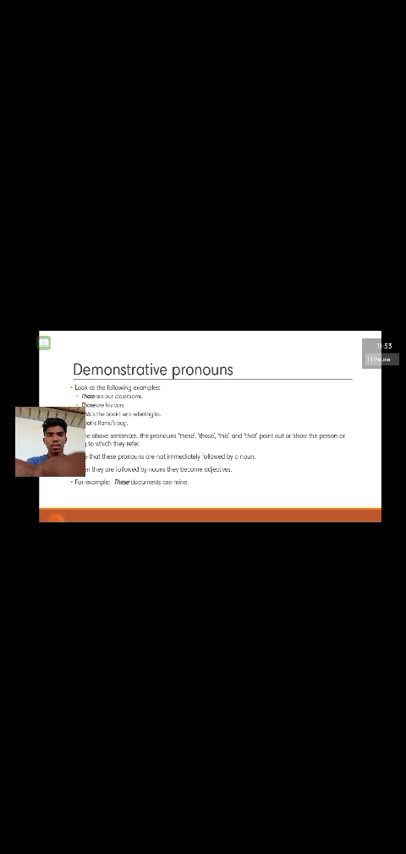 11:53
Pause
Demonstrative pronouns
Look at the following examples:
These are our classrooms.
Those are his cars.
is the book I was referring to.
is Ramu's bag.
above sentences, the pronouns 'these', 'those', 'this' and 'that' point out or show the person or
to which they refer.
that these pronouns are not immediately followed by a noun.
they are followed by nouns they become adjectives.
For example: These documents are mine.